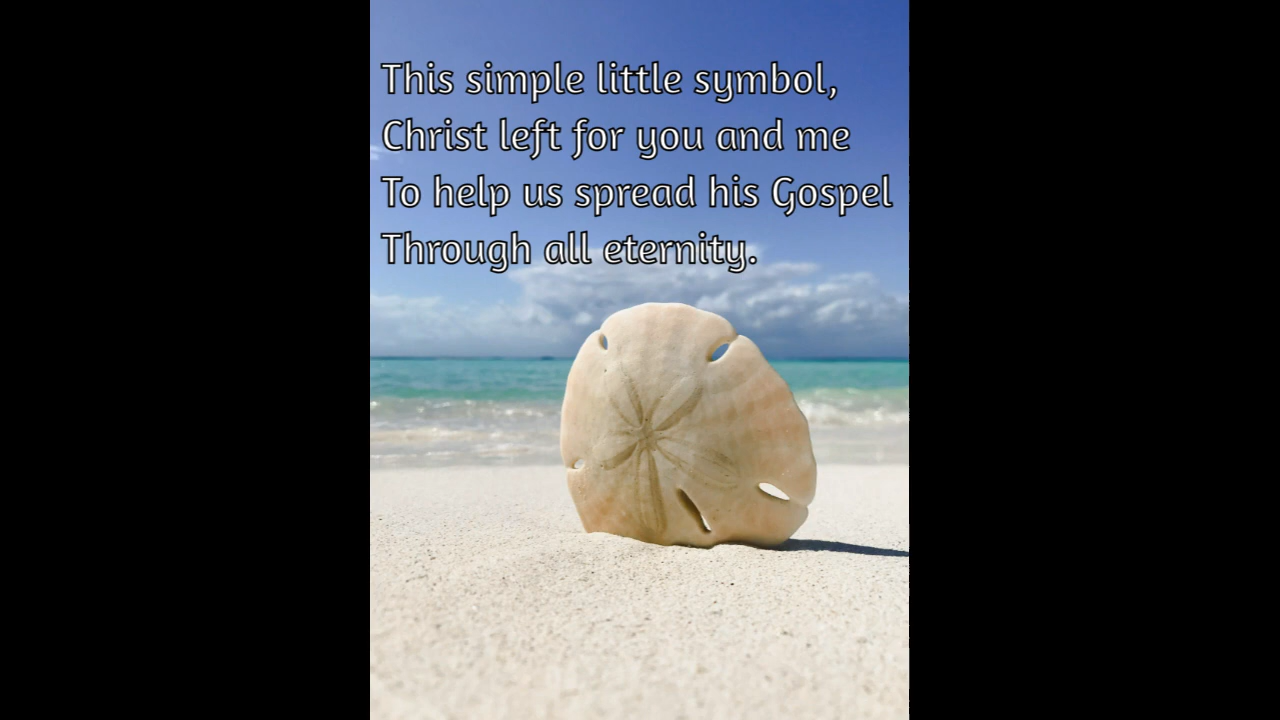 This simple little symbol,
Christ left for you and me
To help us spread his Gospel
Through all eternity.